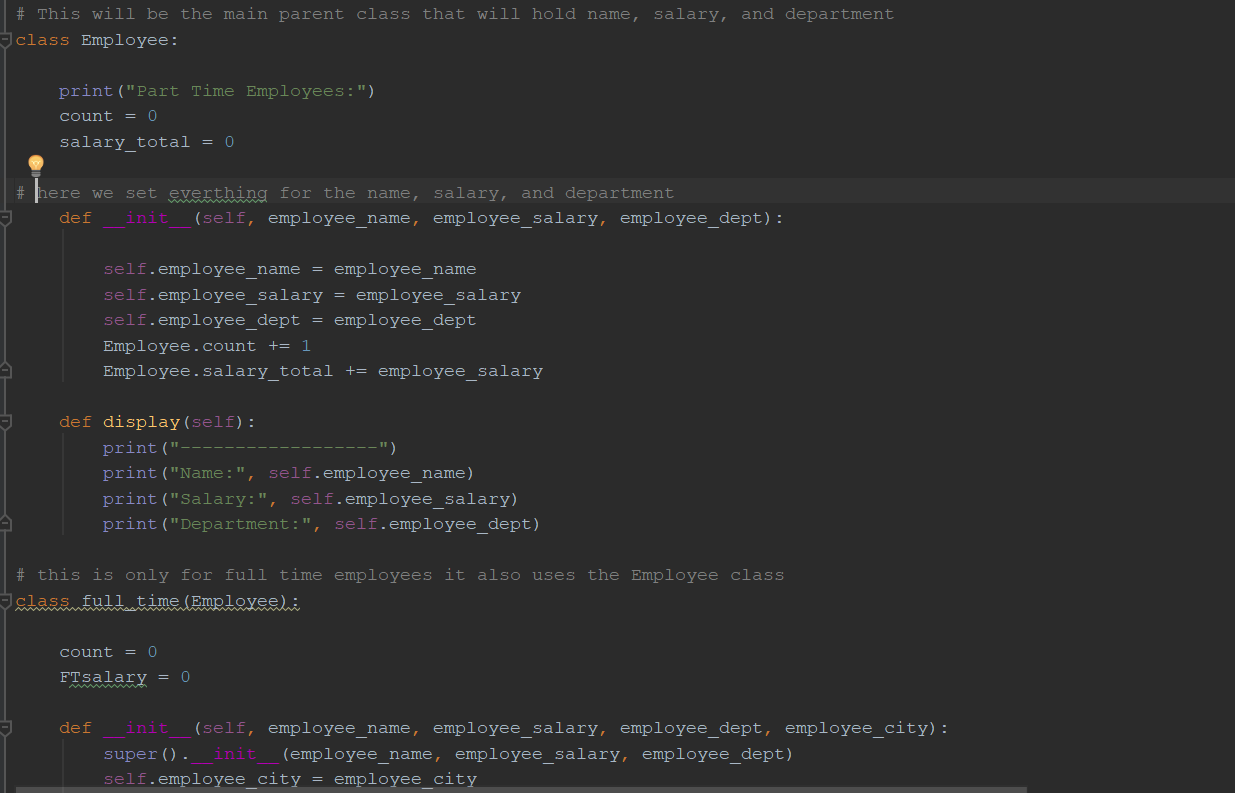 # This will be the main parent class that will hold name, salary, and department
class Employee:
print("Part Time Employees:")
count = 0
salary_total = 0
# here we set everthing for the name, salary, and department
def __init__(self, employee_name, employee_salary, employee_dept):
self.employee_name = employee_name
self.employee_salary = employee_salary
self.employee_dept = employee_dept
Employee.count += 1
Employee.salary_total += employee_salary
def display(self):
print("------------------")
print("Name:", self.employee_name)
print("Salary:", self.employee_salary)
print("Department:", self.employee_dept)
# this is only for full time employees it also uses the Employee class
class full_time(Employee):
count = 0
FTsalary = 0
def __init__(self, employee_name, employee_salary, employee_dept, employee_city):
super().__init__(employee_name, employee_salary, employee_dept)
self.employee_city = employee_city